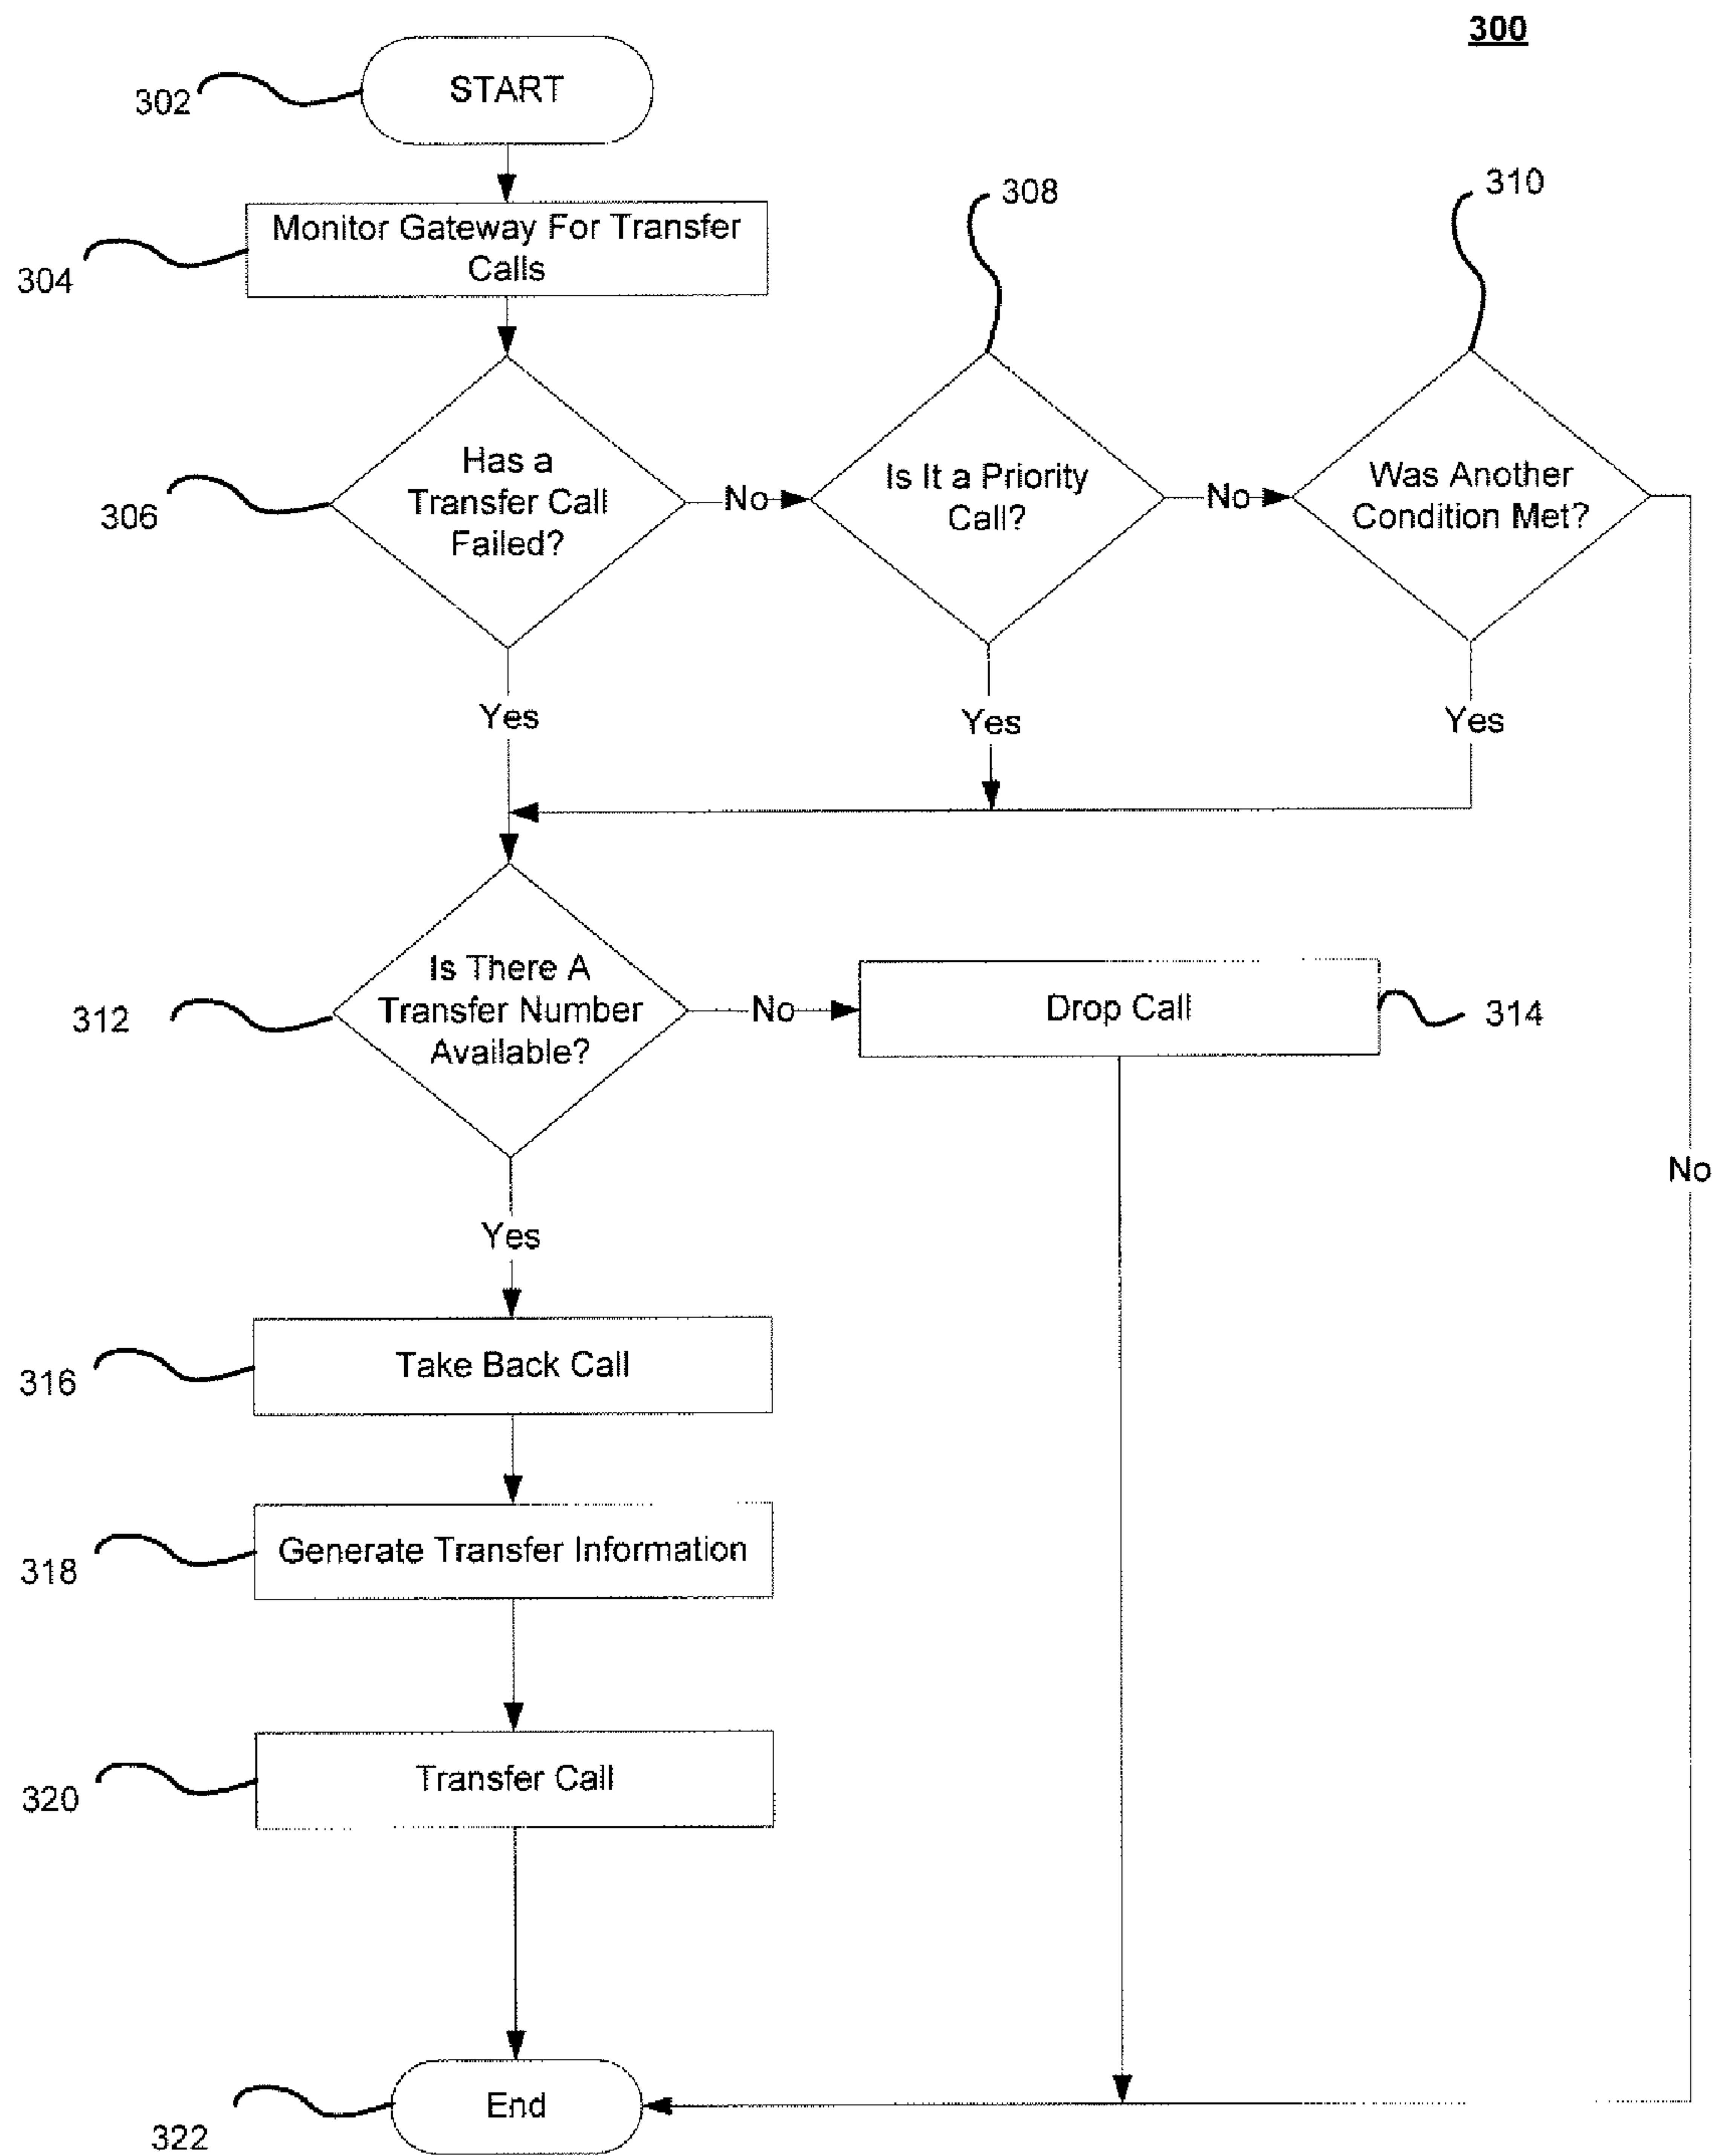 300
START
302
Monitor Gateway For Transfer
Calls
304
308
310
Has a
Transfer Call
Failed?
306
No
Is It a Priority
Call?
No
Was Another
Condition Met?
Yes
Yes
Yes
Is There A
Transfer Number
Available?
312
No
Drop Call
314
No
Yes
Take Back Call
316
Generate Transfer Information
318
Transfer Call
320
End
322